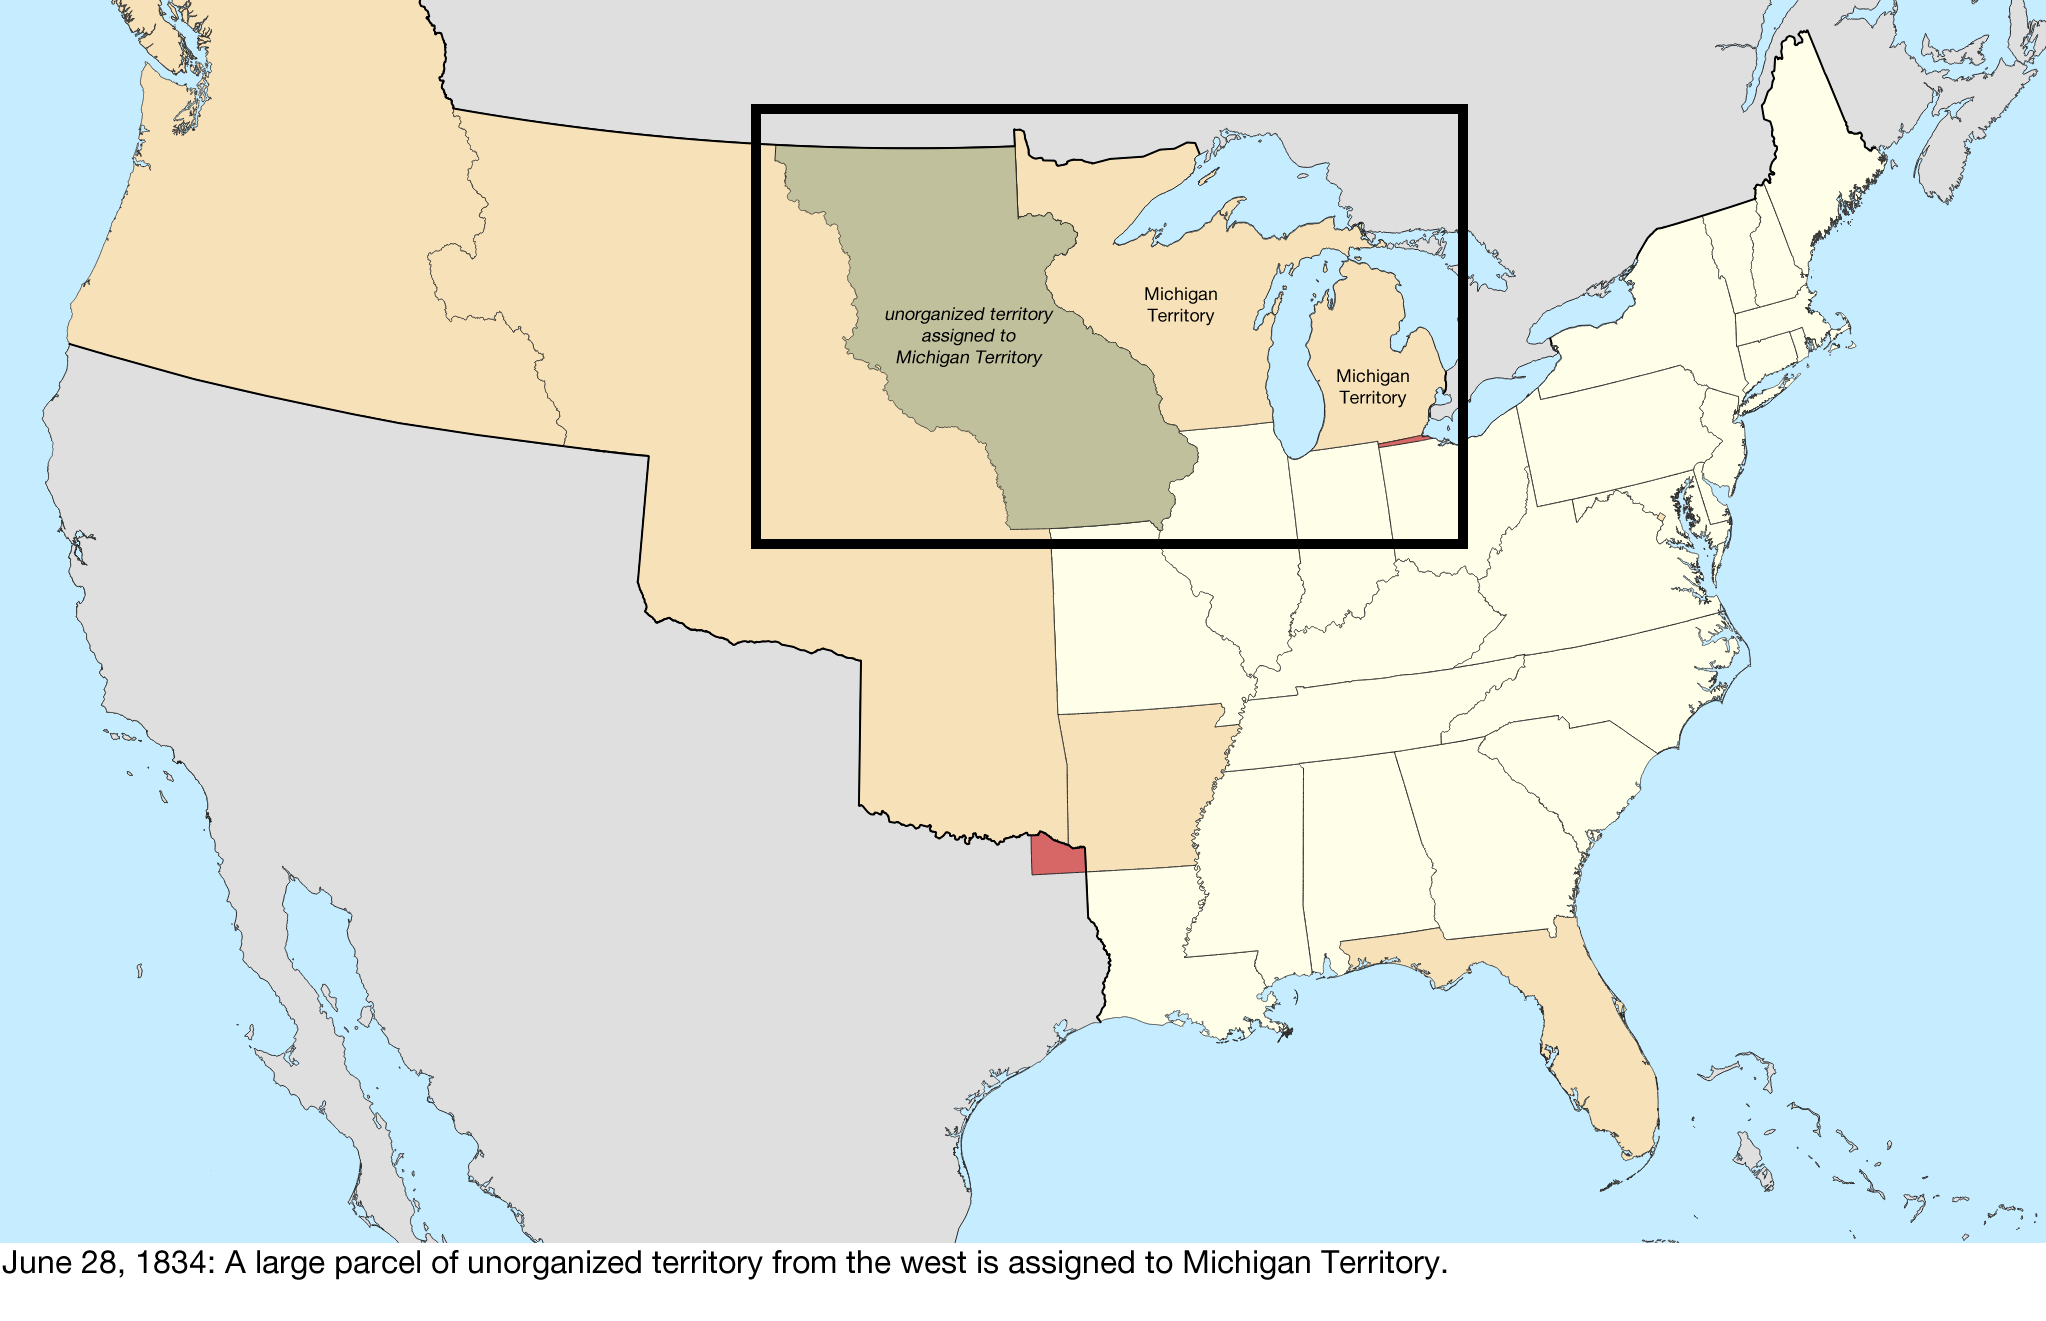 Michigan
Territory
unorganized territory
assigned to
Michigan Territory
Michigan
Territory
June 28, 1834: A large parcel of unorganized territory from the west is assigned to Michigan Territory.